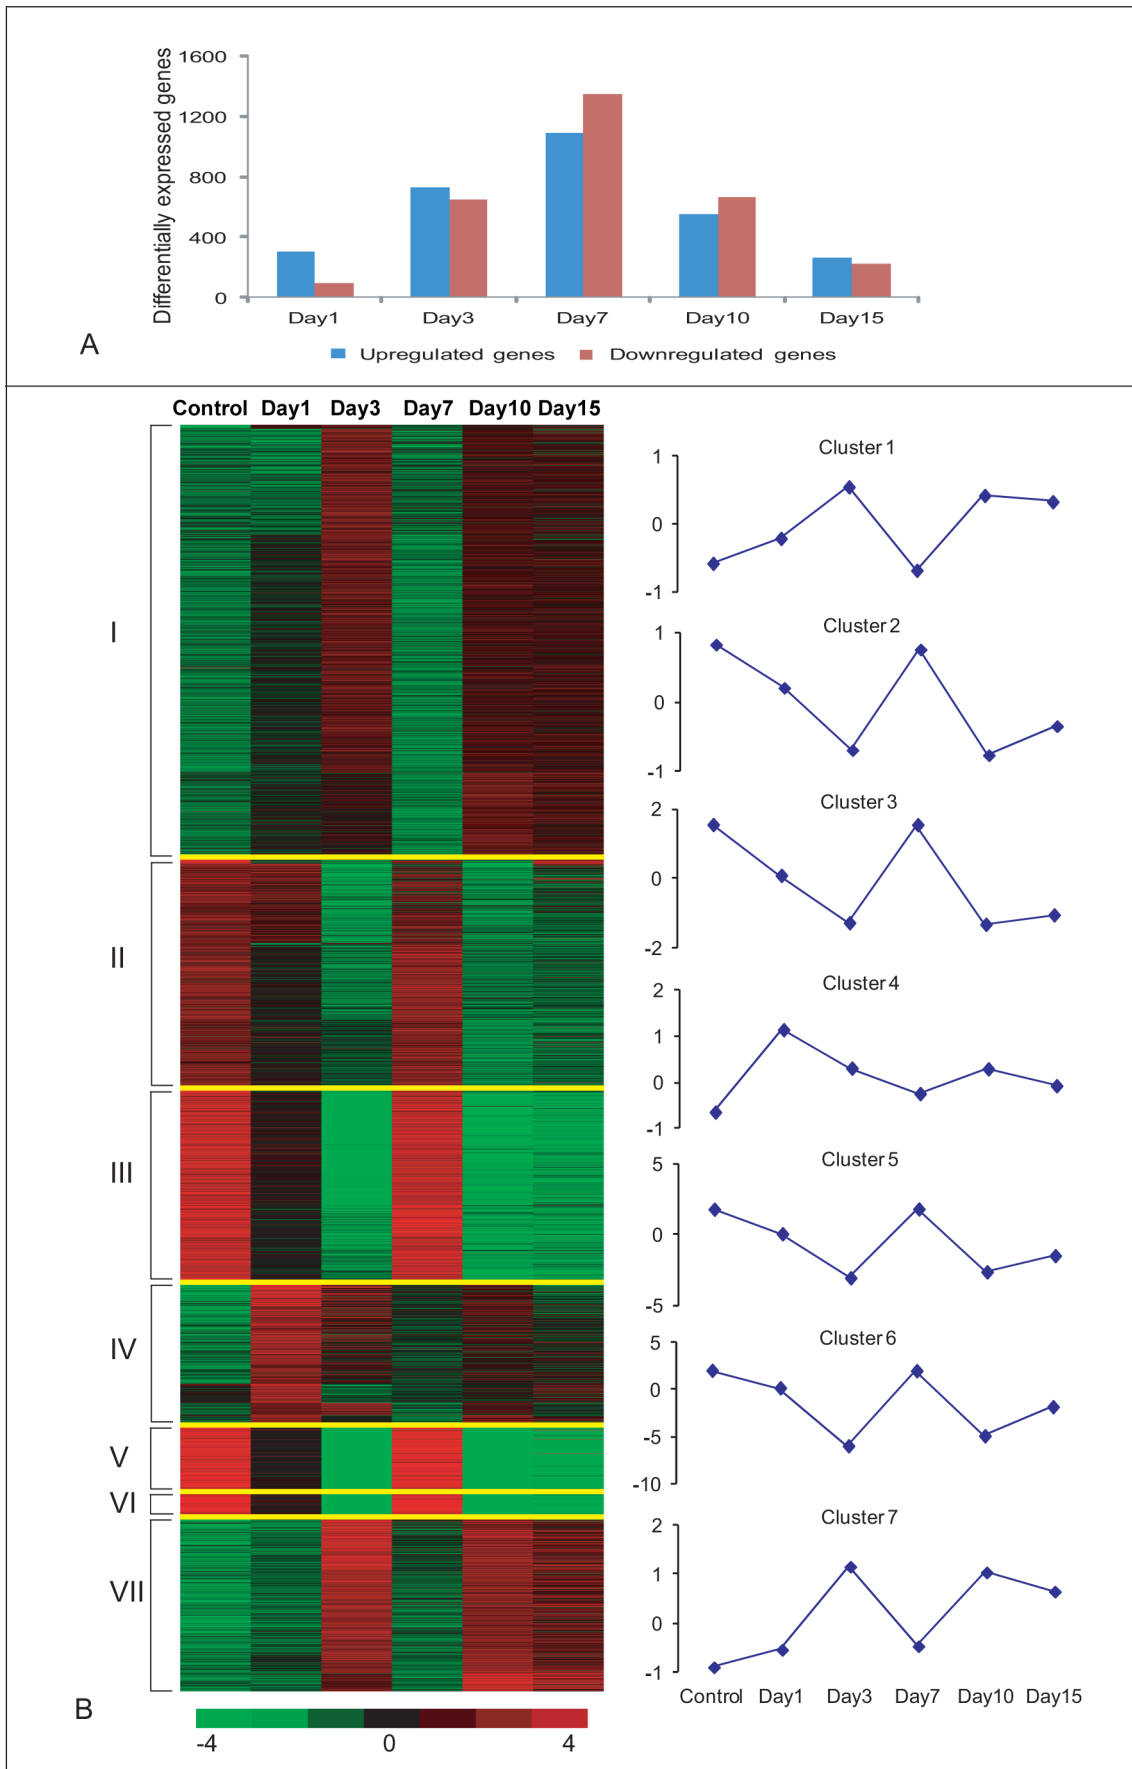 Differentially expressed genes
1600
1200
800
400
0
Day1 Day3 Day7 Day10 Day15
Upregulated genes Downregulated genes
A
Control Day1 Day3 Day7 Day10 Day15
I
II
III
IV
V
VI
VII
B
-4 0 4
Cluster 1
1
0
-1
Cluster 2
1
0
-1
Cluster 3
2
0
-2
Cluster 4
2
1
0
-1
Cluster 5
5
0
-5
Cluster 6
5
0
-5
-10
Cluster 7
2
1
0
-1
Control Day1 Day3 Day7 Day10 Day15